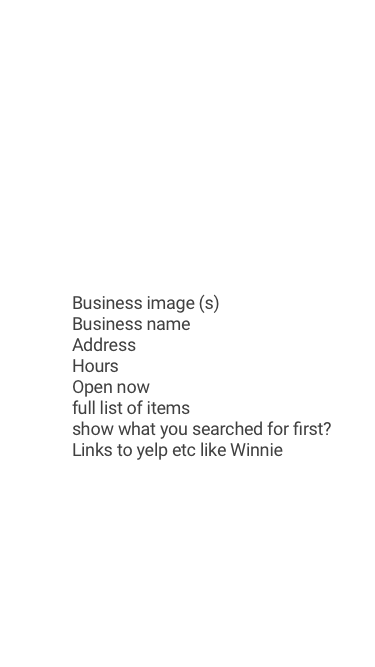 Business image (s)
Business name
Address
Hours
Open now
full list of items
show what you searched for first?
Links to yelp etc like Winnie